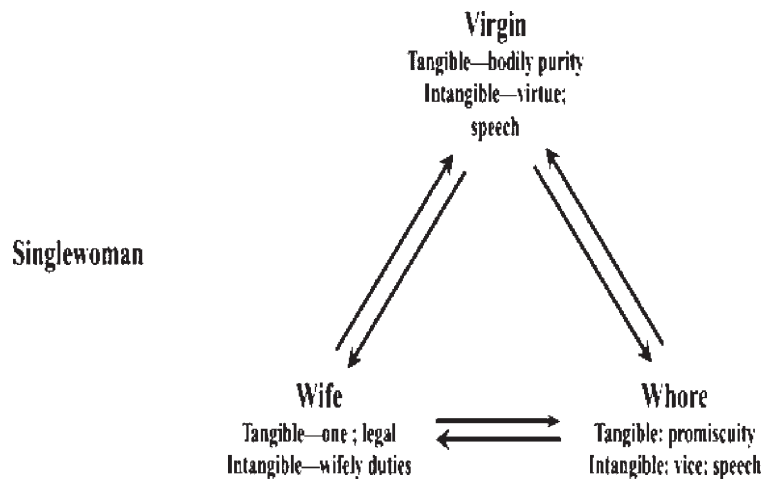 Virgin
Tangible—bodily purity
Intangible—virtue;
speech
Singlewoman
Wife
Tangible—one ; legal
Intangible—wifely duties
Whore
Tangible: promiscuity
Intangible: vice; speech